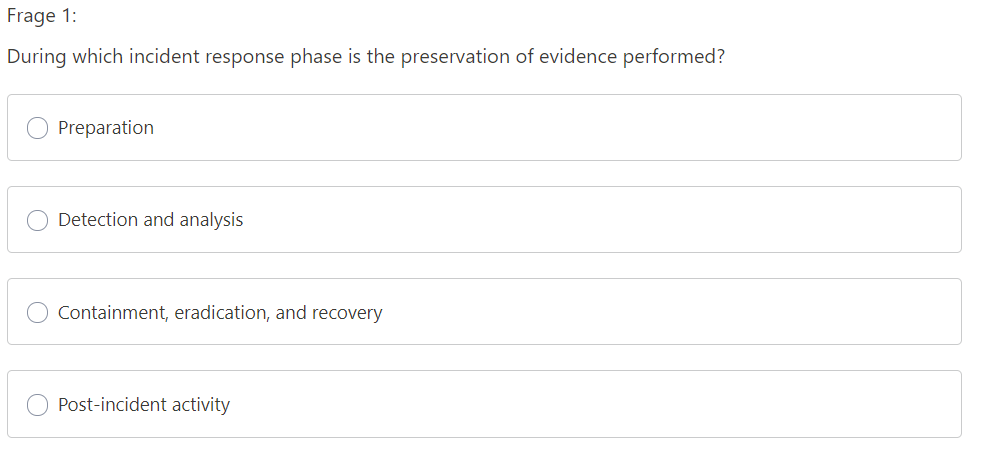 Frage 1:
During which incident response phase is the preservation of evidence performed?
Preparation
Detection and analysis
Containment, eradication, and recovery
Post-incident activity